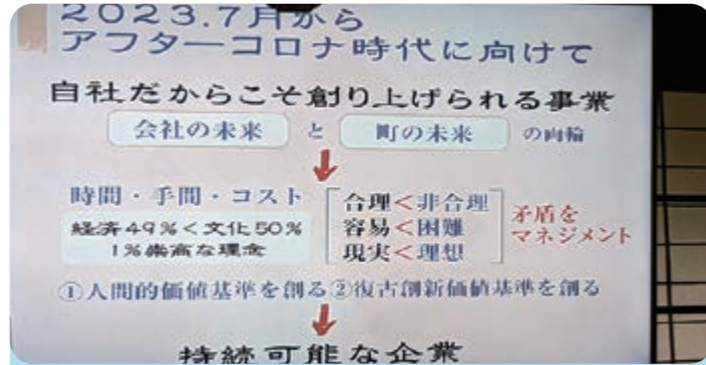 2023.7月から
アフターコロナ時代に向けて
自社だからこそ創り上げられる事業
会社の未来 と 町の未来 の両輪
時間・手間・コスト
経済49%<文化50%
1%崇高な理念
合理<非合理
容易<困難
現実<理想
矛盾を
マネジメント
①人間的価値基準を創る②復古創新価値基準を創る
持続可能な企業